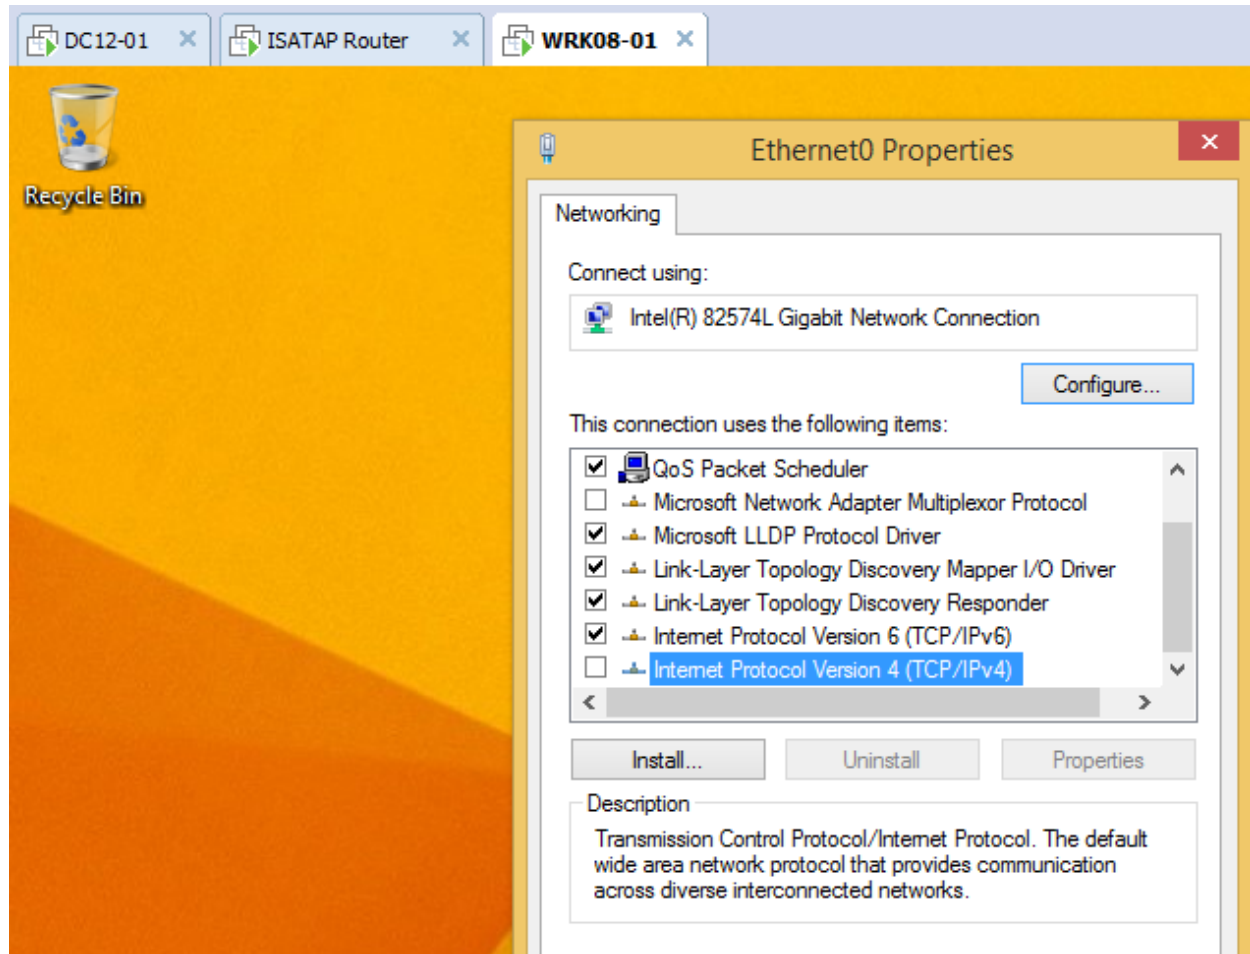 DC12-01
ISATAP Router
WRK08-01
Recycle Bin
Ethernet0 Properties
Networking
Connect using:
Intel(R) 82574L Gigabit Network Connection
Configure...
This connection uses the following items:
QoS Packet Scheduler
Microsoft Network Adapter Multiplexor Protocol
Microsoft LLDP Protocol Driver
Link-Layer Topology Discovery Mapper I/O Driver
Link-Layer Topology Discovery Responder
Internet Protocol Version 6 (TCP/IPv6)
Internet Protocol Version 4 (TCP/IPv4)
Install...
Uninstall
Properties
Description
Transmission Control Protocol/Internet Protocol. The default
wide area network protocol that provides communication
across diverse interconnected networks.